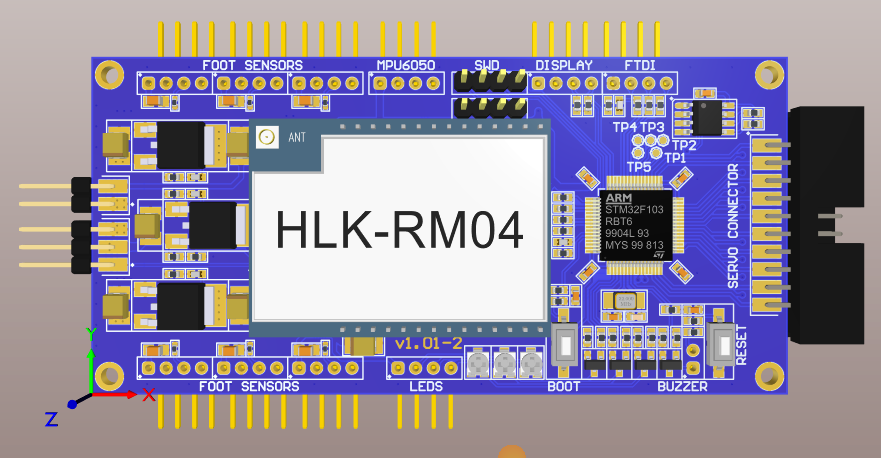 FOOT SENSORS
MPU6050
SWD
DISPLAY
FTDI
ANT
TP4 TP3
TP2
TP1
TP5
HLK-RM04
ARM
STM32F103
RBT6
9904L 93
MYS 99 813
ST
SERVO CONNECTOR
v1.01-2
FOOT SENSORS
LEDS
BOOT
BUZZER
RESET
Y
X
Z